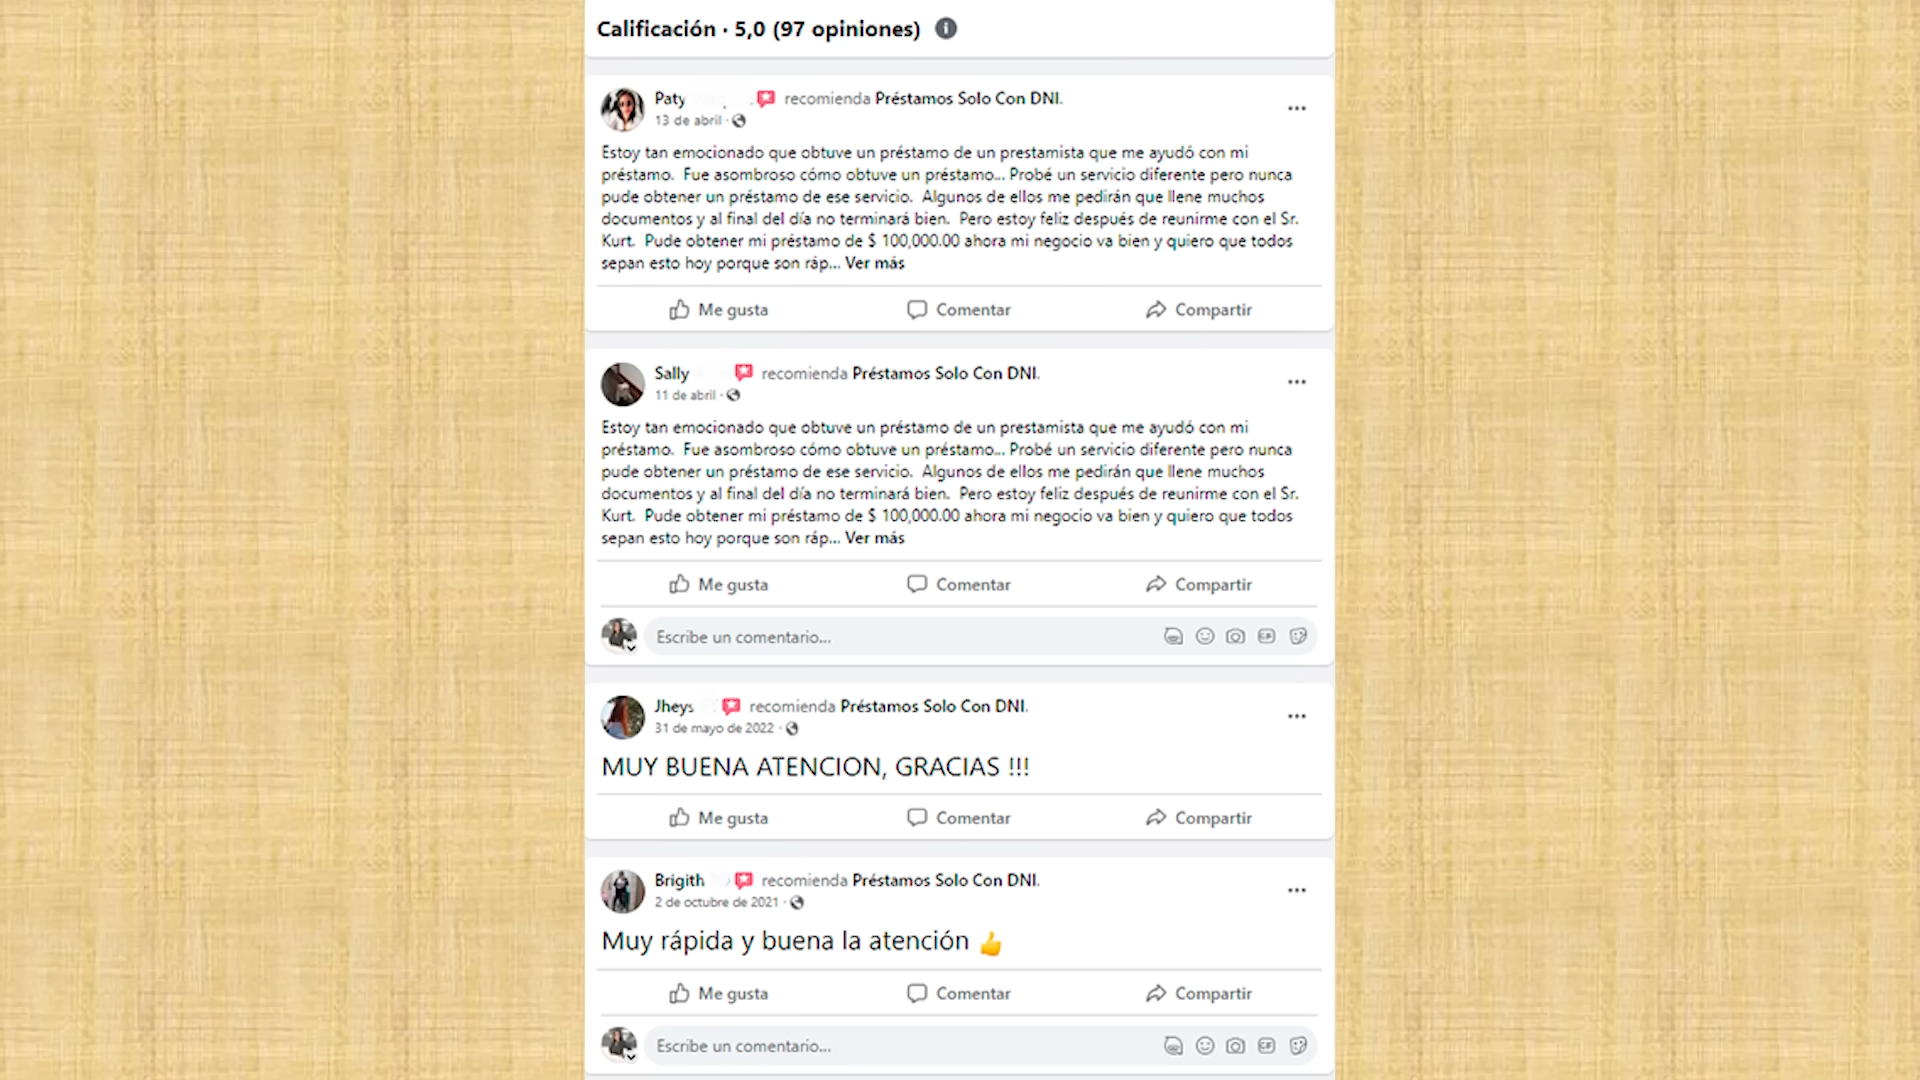 Calificación · 5,0 (97 opiniones)
Paty recomienda Préstamos Solo Con DNI.
13 de abril ·
Estoy tan emocionado que obtuve un préstamo de un prestamista que me ayudó con mi
préstamo. Fue asombroso cómo obtuve un préstamo... Probé un servicio diferente pero nunca
pude obtener un préstamo de ese servicio. Algunos de ellos me pedirán que llene muchos
documentos y al final del día no terminará bien. Pero estoy feliz después de reunirme con el Sr.
Kurt. Pude obtener mi préstamo de $ 100,000.00 ahora mi negocio va bien y quiero que todos
sepan esto hoy porque son ráp... Ver más
Me gusta Comentar Compartir
Sally recomienda Préstamos Solo Con DNI.
11 de abril ·
Estoy tan emocionado que obtuve un préstamo de un prestamista que me ayudó con mi
préstamo. Fue asombroso cómo obtuve un préstamo... Probé un servicio diferente pero nunca
pude obtener un préstamo de ese servicio. Algunos de ellos me pedirán que llene muchos
documentos y al final del día no terminará bien. Pero estoy feliz después de reunirme con el Sr.
Kurt. Pude obtener mi préstamo de $ 100,000.00 ahora mi negocio va bien y quiero que todos
sepan esto hoy porque son ráp... Ver más
Me gusta Comentar Compartir
Escribe un comentario...
Jheys recomienda Préstamos Solo Con DNI.
31 de mayo de 2022 ·
MUY BUENA ATENCION, GRACIAS !!!
Me gusta Comentar Compartir
Brigith recomienda Préstamos Solo Con DNI.
2 de octubre de 2021 ·
Muy rápida y buena la atención 👍
Me gusta Comentar Compartir
Escribe un comentario...